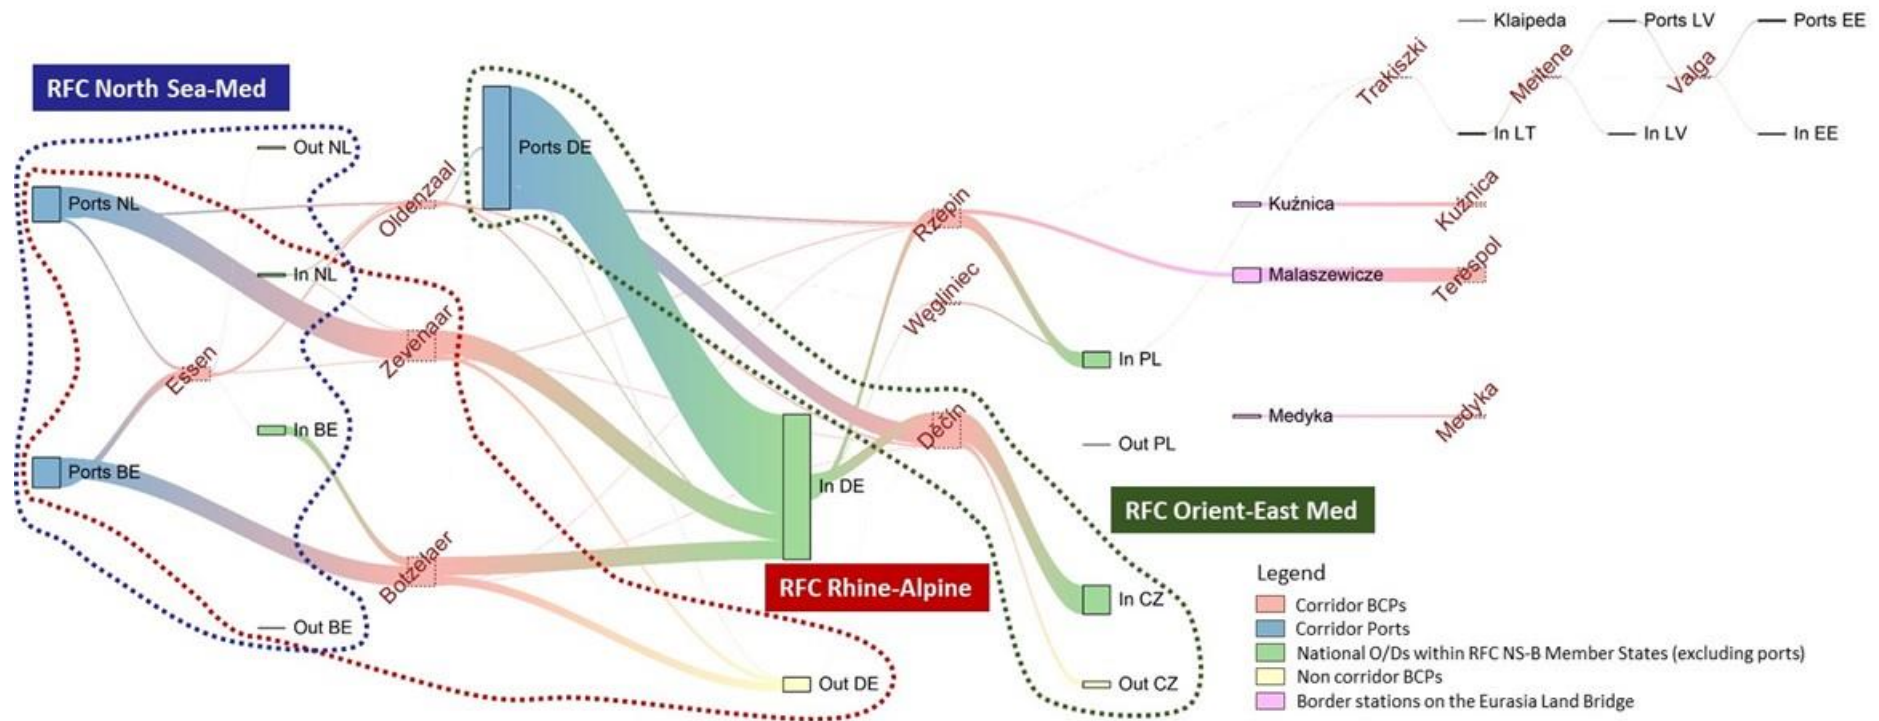 Klaipeda
Ports LV
Ports EE
Trakiszki
Meitene
Valga
RFC North Sea-Med
In LT
In LV
In EE
Out NL
Ports DE
Oldenzaal
Ports NL
Rzepin
Kuźnica
Kuźnica
In NL
Malaszewicze
Terespol
Węgliniec
Zevenaar
Essen
In PL
Medyka
Medyka
In BE
Děčín
Out PL
Ports BE
In DE
RFC Orient-East Med
Botzelaer
RFC Rhine-Alpine
Legend
In CZ
Corridor BCPs
Out BE
Corridor Ports
National O/Ds within RFC NS-B Member States (excluding ports)
Out DE
Out CZ
Non corridor BCPs
Border stations on the Eurasia Land Bridge